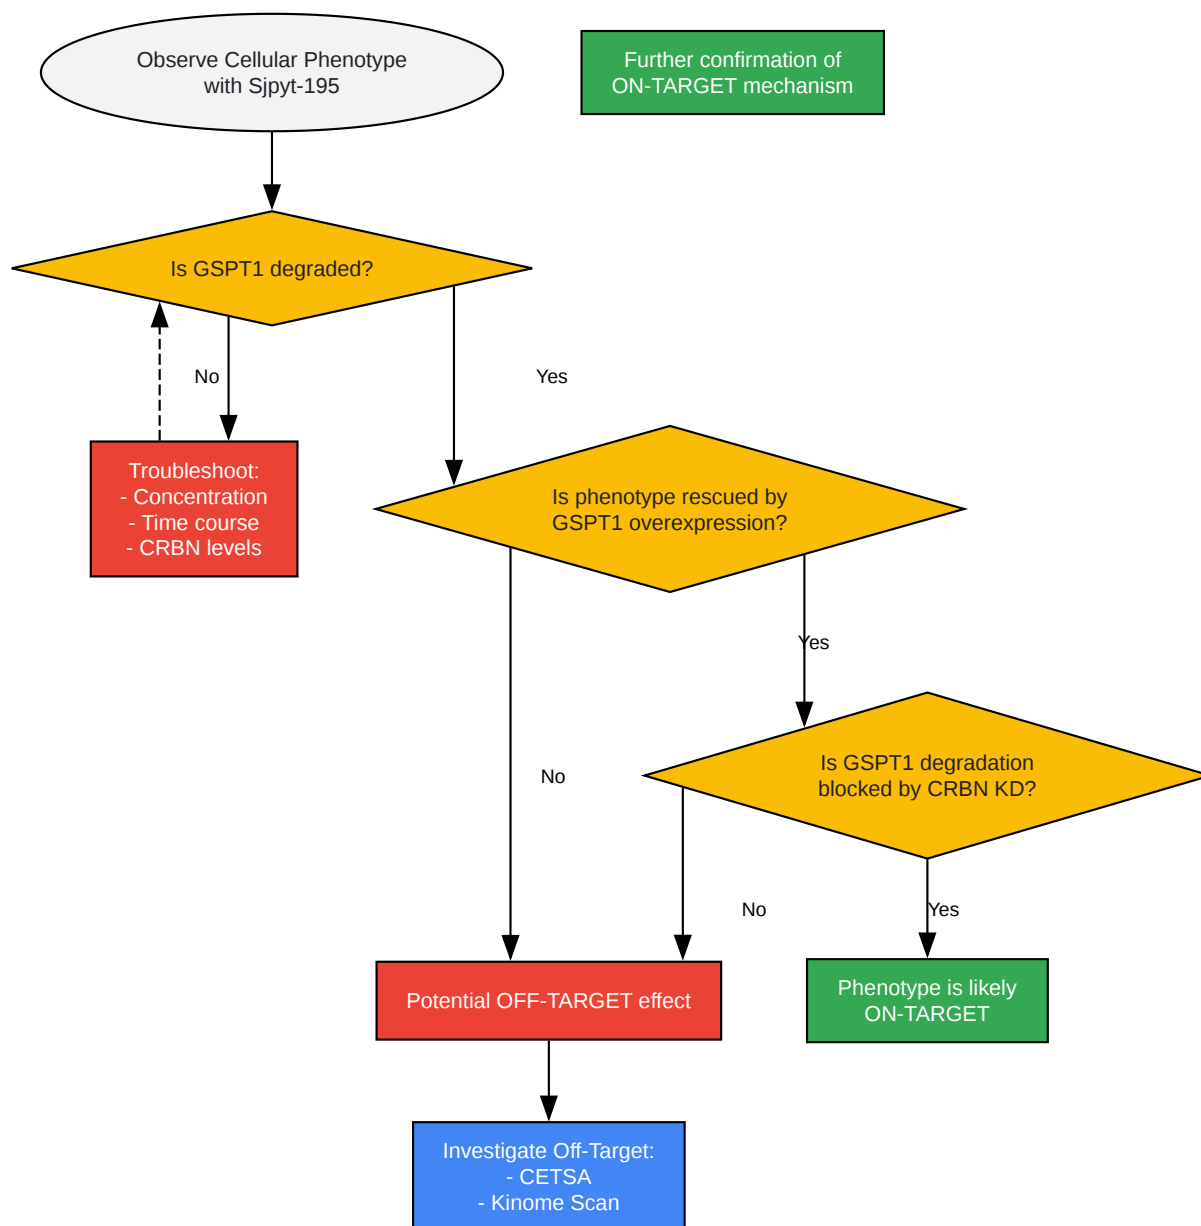 Observe Cellular Phenotype
with Sjpyt-195
Further confirmation of
ON-TARGET mechanism
Is GSPT1 degraded?
No
Yes
Troubleshoot:
- Concentration
- Time course
- CRBN levels
Is phenotype rescued by
GSPT1 overexpression?
Yes
No
Is GSPT1 degradation
blocked by CRBN KD?
No
Yes
Potential OFF-TARGET effect
Phenotype is likely
ON-TARGET
Investigate Off-Target:
- CETSA
- Kinome Scan